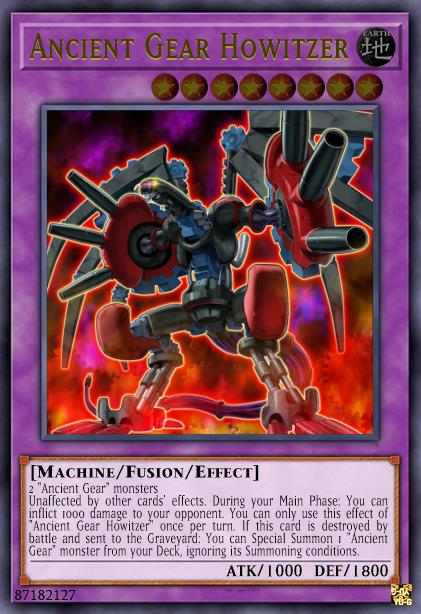 ANCIENT GEAR HOWITZER
EARTH
地
[MACHINE/FUSION/EFFECT]
2 "Ancient Gear" monsters
Unaffected by other cards' effects. During your Main Phase: You can
inflict 1000 damage to your opponent. You can only use this effect of
"Ancient Gear Howitzer" once per turn. If this card is destroyed by
battle and sent to the Graveyard: You can Special Summon 1 "Ancient
Gear" monster from your Deck, ignoring its Summoning conditions.
ATK/1000 DEF/1800
87182127